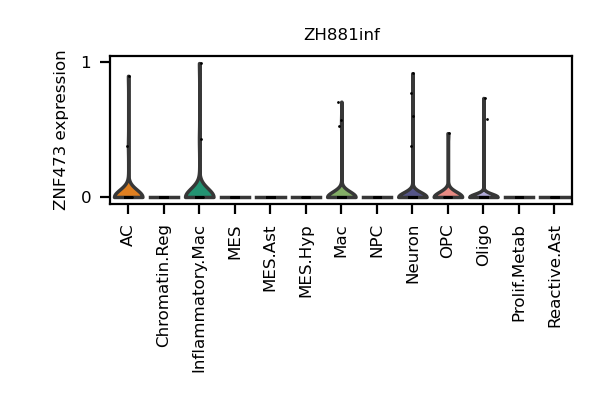 ZH881inf
ZNF473 expression
1
0
AC
Chromatin.Reg
Inflammatory.Mac
MES
MES.Ast
MES.Hyp
Mac
NPC
Neuron
OPC
Oligo
Prolif.Metab
Reactive.Ast